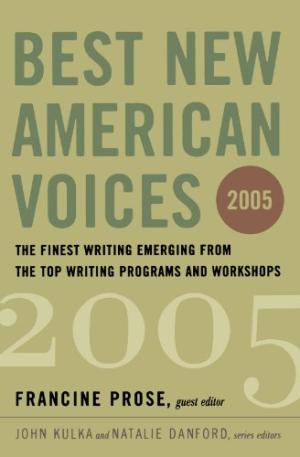 BEST NEW
AMERICAN
VOICES
2005
THE FINEST WRITING EMERGING FROM
THE TOP WRITING PROGRAMS AND WORKSHOPS
2005
FRANCINE PROSE, guest editor
JOHN KULKA and NATALIE DANFORD, series editors